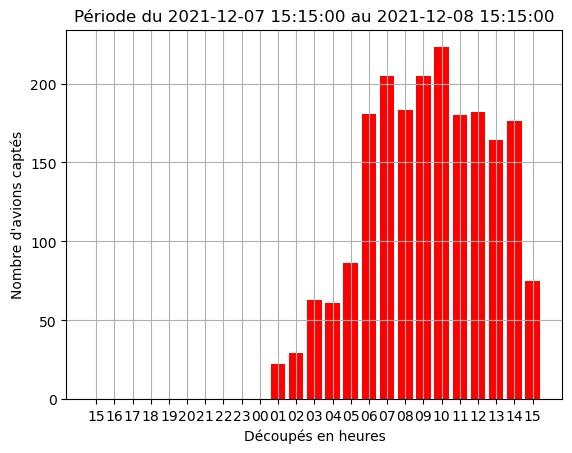 Période du 2021-12-07 15:15:00 au 2021-12-08 15:15:00
200
150
100
50
0
Nombre d'avions captés
15 16 17 18 19 20 21 22 23 00 01 02 03 04 05 06 07 08 09 10 11 12 13 14 15
Découpés en heures